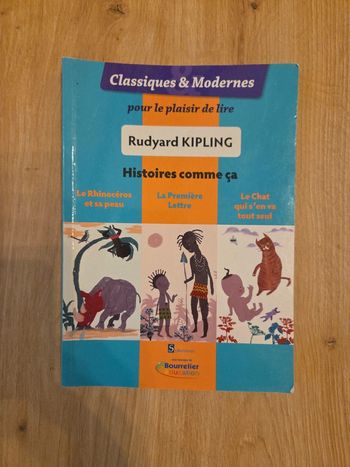 Classiques & Modernes
pour le plaisir de lire
Rudyard KIPLING
Histoires comme ça
Le Rhinocéros
et sa peau
La Première
Lettre
Le Chat
qui s'en va
tout seul
Bourrelier